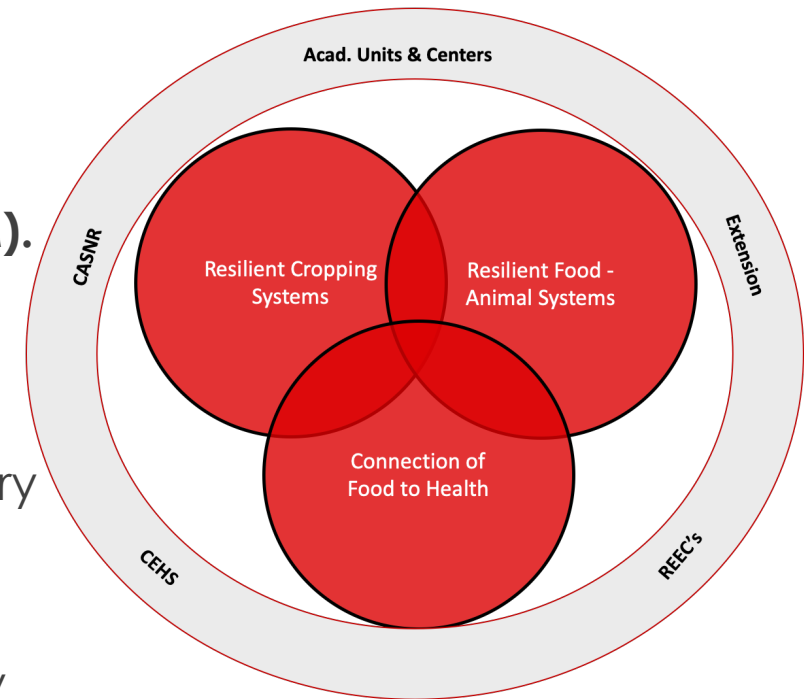 Acad. Units & Centers
).
CASNR
Extension
Resilient Cropping
Systems
Resilient Food -
Animal Systems
Connection of
Food to Health
ry
CEHS
REEC's